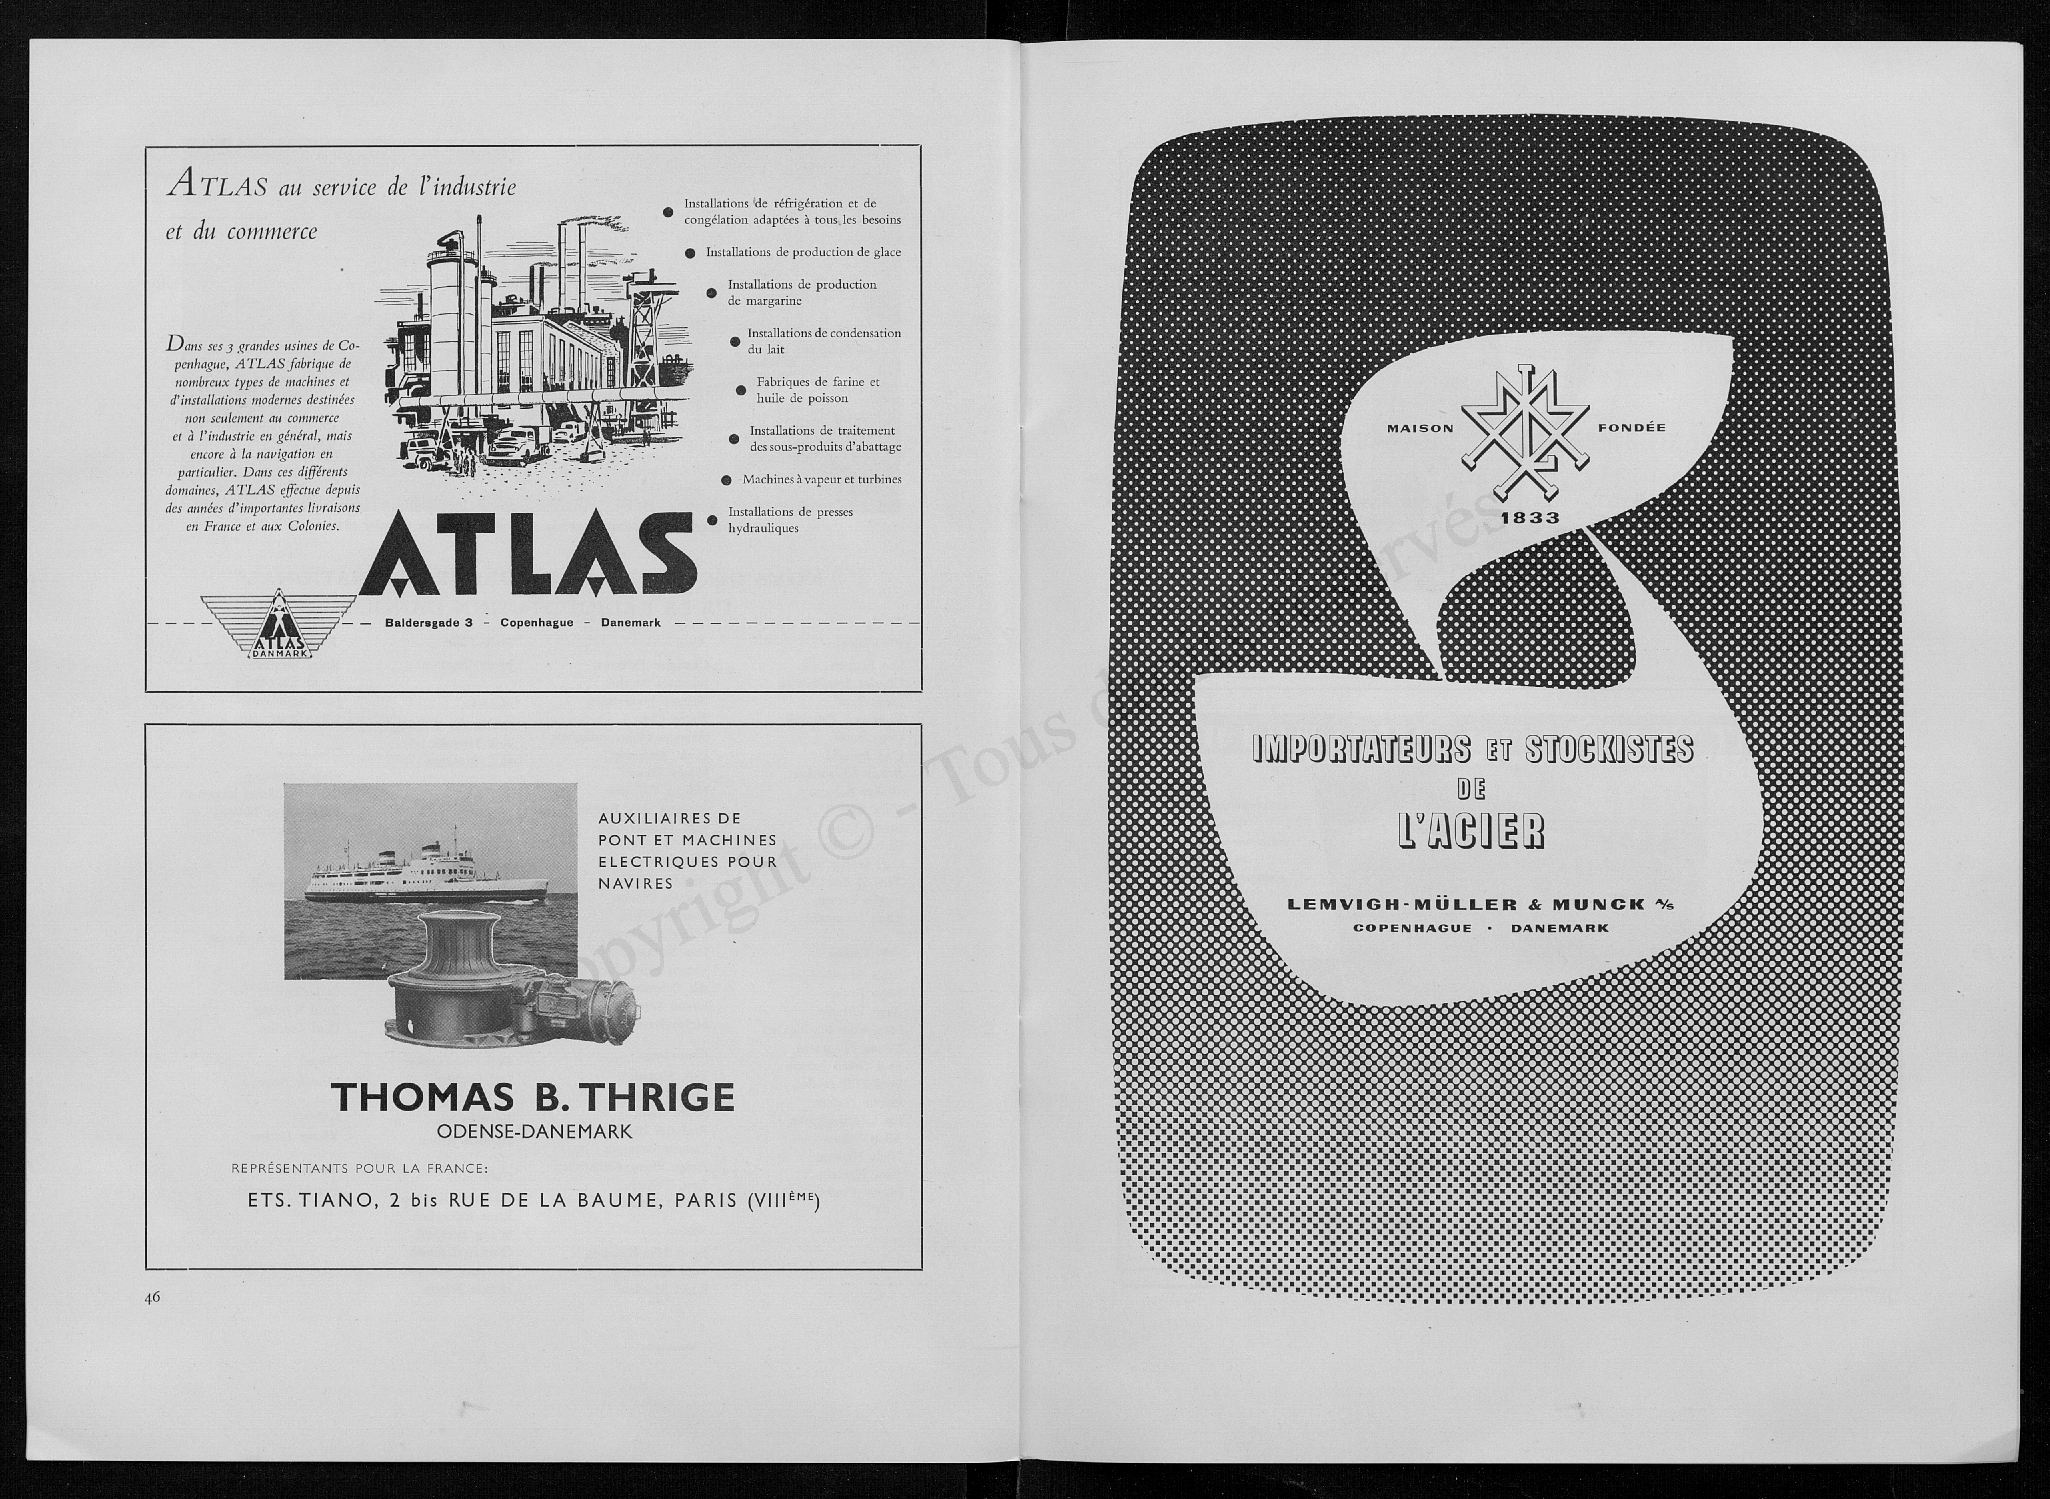 ATLAS au service de l'industrie
et du commerce
Dans ses 3 grandes usines de Co-
penhague, ATLAS fabrique de
nombreux types de machines et
d'installations modernes destinées
non seulement au commerce
et à l'industrie en général, mais
encore à la navigation en
particulier. Dans ces différents
domaines, ATLAS effectue depuis
des années d'importantes livraisons
en France et aux Colonies.
● Installations de réfrigération et de
congélation adaptées à tous les besoins
● Installations de production de glace
● Installations de production
de margarine
● Installations de condensation
du lait
● Fabriques de farine et
huile de poisson
● Installations de traitement
des sous-produits d'abattage
● Machines à vapeur et turbines
● Installations de presses
hydrauliques
ATLAS
ATLAS
DANMARK
Baldersgade 3 - Copenhague - Danemark
AUXILIAIRES DE
PONT ET MACHINES
ELECTRIQUES POUR
NAVIRES
THOMAS B. THRIGE
ODENSE-DANEMARK
REPRÉSENTANTS POUR LA FRANCE:
ETS. TIANO, 2 bis RUE DE LA BAUME, PARIS (VIIIÈME)
46
MAISON FONDÉE
1833
IMPORTATEURS ET STOCKISTES
DE
L'ACIER
LEMVIGH-MÜLLER & MUNCK A/S
COPENHAGUE · DANEMARK
Copyright © - Tous d
rvés